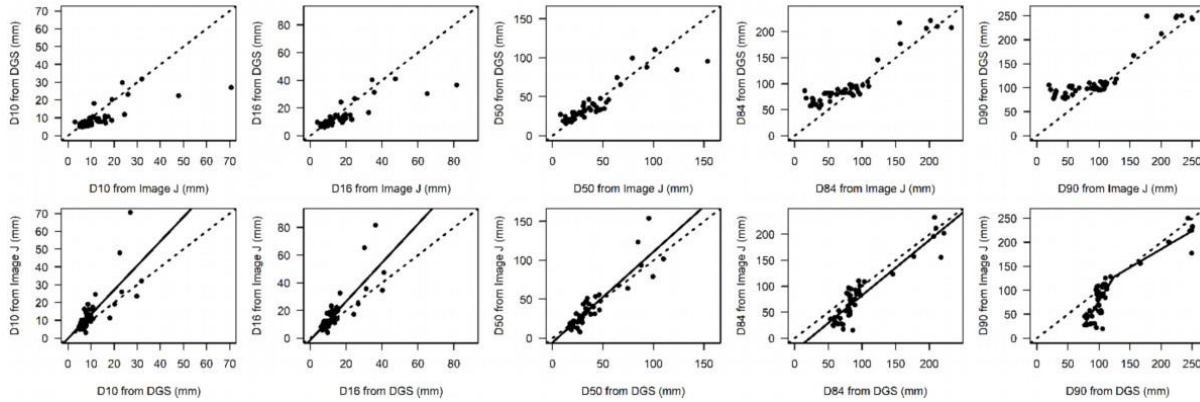 D10 from DGS (mm)
70
60
50
40
30
20
10
0
0 10 20 30 40 50 60 70
D10 from Image J (mm)
D16 from DGS (mm)
80
60
40
20
0
0 20 40 60 80
D16 from Image J (mm)
D50 from DGS (mm)
150
100
50
0
0 50 100 150
D50 from Image J (mm)
D84 from DGS (mm)
200
150
100
50
0
0 50 100 150 200
D84 from Image J (mm)
D90 from DGS (mm)
250
200
150
100
50
0
0 50 100 150 200 250
D90 from Image J (mm)
D10 from Image J (mm)
70
60
50
40
30
20
10
0
0 10 20 30 40 50 60 70
D10 from DGS (mm)
D16 from Image J (mm)
80
60
40
20
0
0 20 40 60 80
D16 from DGS (mm)
D50 from Image J (mm)
150
100
50
0
0 50 100 150
D50 from DGS (mm)
D84 from Image J (mm)
200
150
100
50
0
0 50 100 150 200
D84 from DGS (mm)
D90 from Image J (mm)
250
200
150
100
50
0
0 50 100 150 200 250
D90 from DGS (mm)